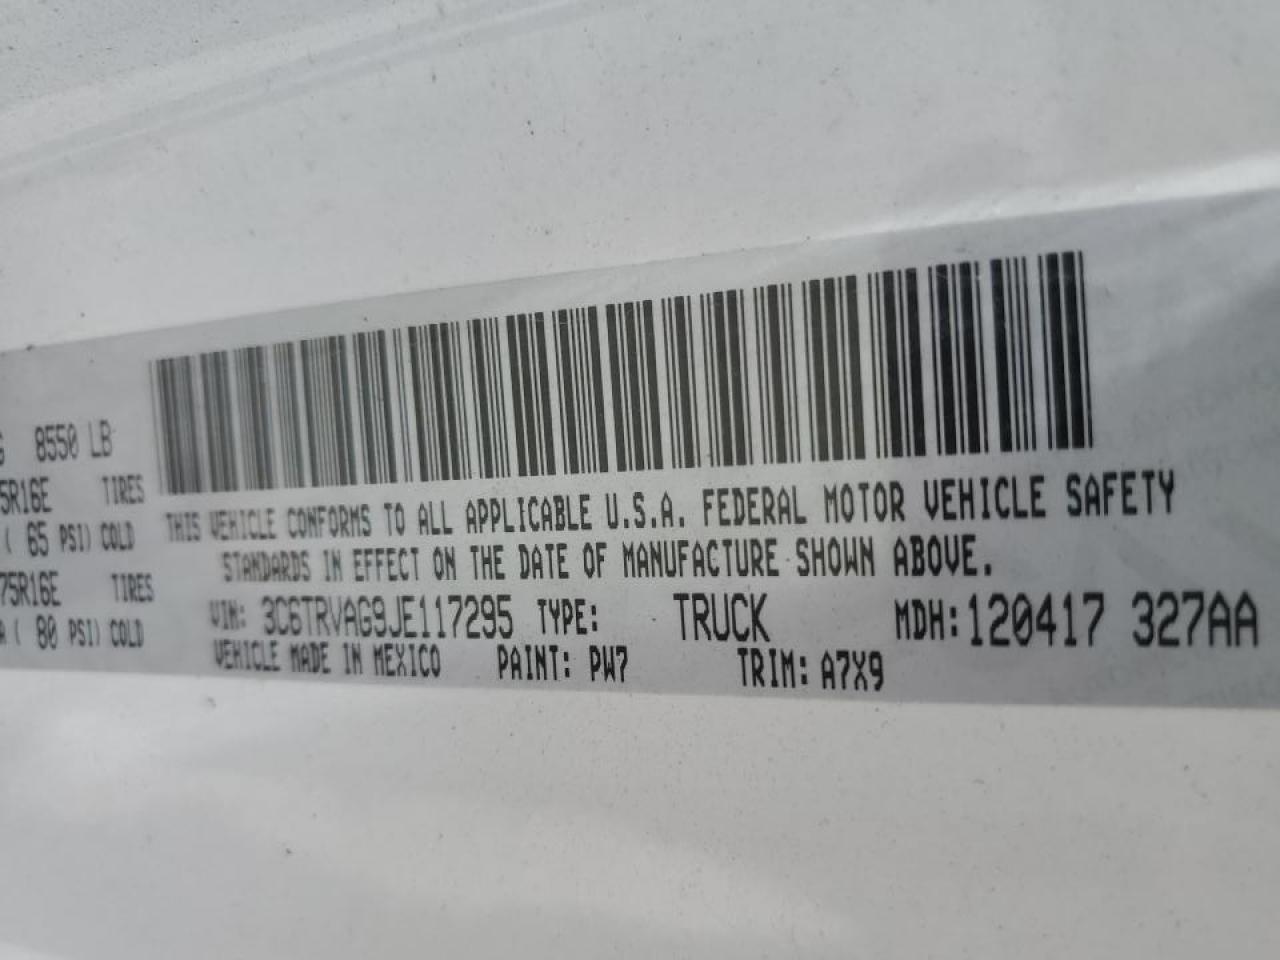 8550 LB
5R16E TIRES
( 65 PSI) COLD
75R16E TIRES
( 80 PSI) COLD
THIS VEHICLE CONFORMS TO ALL APPLICABLE U.S.A. FEDERAL MOTOR VEHICLE SAFETY
STANDARDS IN EFFECT ON THE DATE OF MANUFACTURE SHOWN ABOVE.
VIN: 3C6TRVAG9JE117295 TYPE: TRUCK MDH: 120417 327AA
VEHICLE MADE IN MEXICO PAINT: PW7 TRIM: A7X9